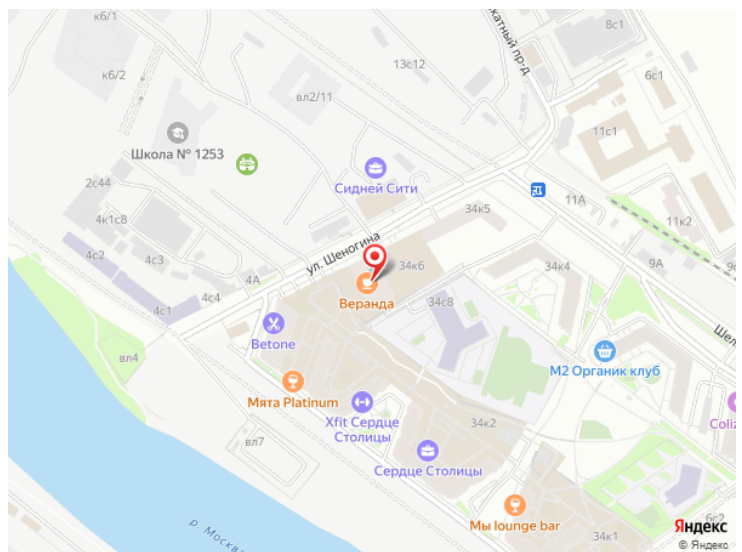 к6/1
8с1
катный пр-д
13с12
к6/2
6с1
вл2/11
11с1
Школа № 1253
2с44
Сидней Сити
11А
34к5
4к1с8
11к2
ул. Шеногина
4с2
4с3
34к6
34к4
9А
4А
4с4
Веранда
34с8
4с1
Betone
вл4
М2 Органик клуб
Мята Platinum
Xfit Сердце
Столицы
34к2
вл7
Сердце Столицы
Мы lounge bar
6с2
34к1
р. Москва
Яндекс
© Яндекс